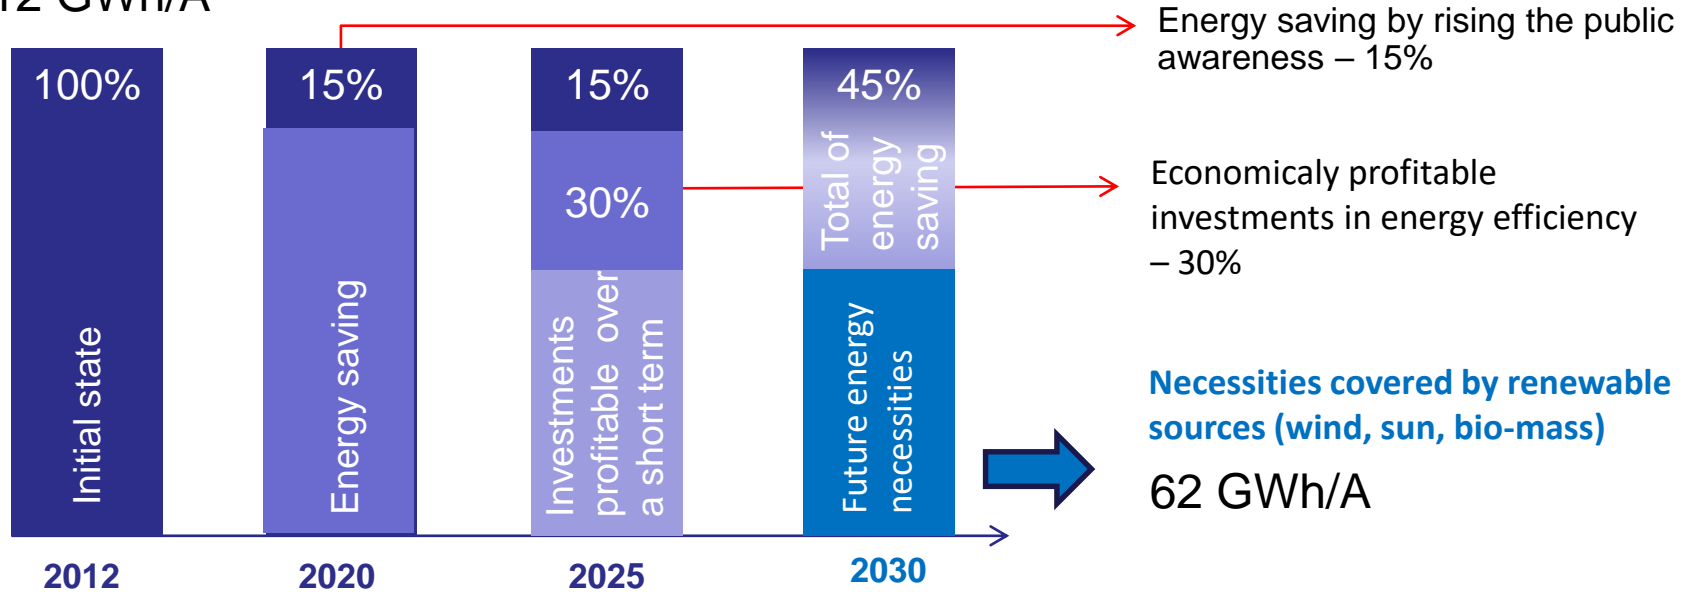 12 GWh/A
Energy saving by rising the public
awareness – 15%
100%
15%
15%
45%
30%
Initial state
Energy saving
Investments
profitable over
a short term
Total of
energy
saving
Future energy
necessities
Economicaly profitable
investments in energy efficiency
– 30%
Necessities covered by renewable
sources (wind, sun, bio-mass)
62 GWh/A
2012
2020
2025
2030